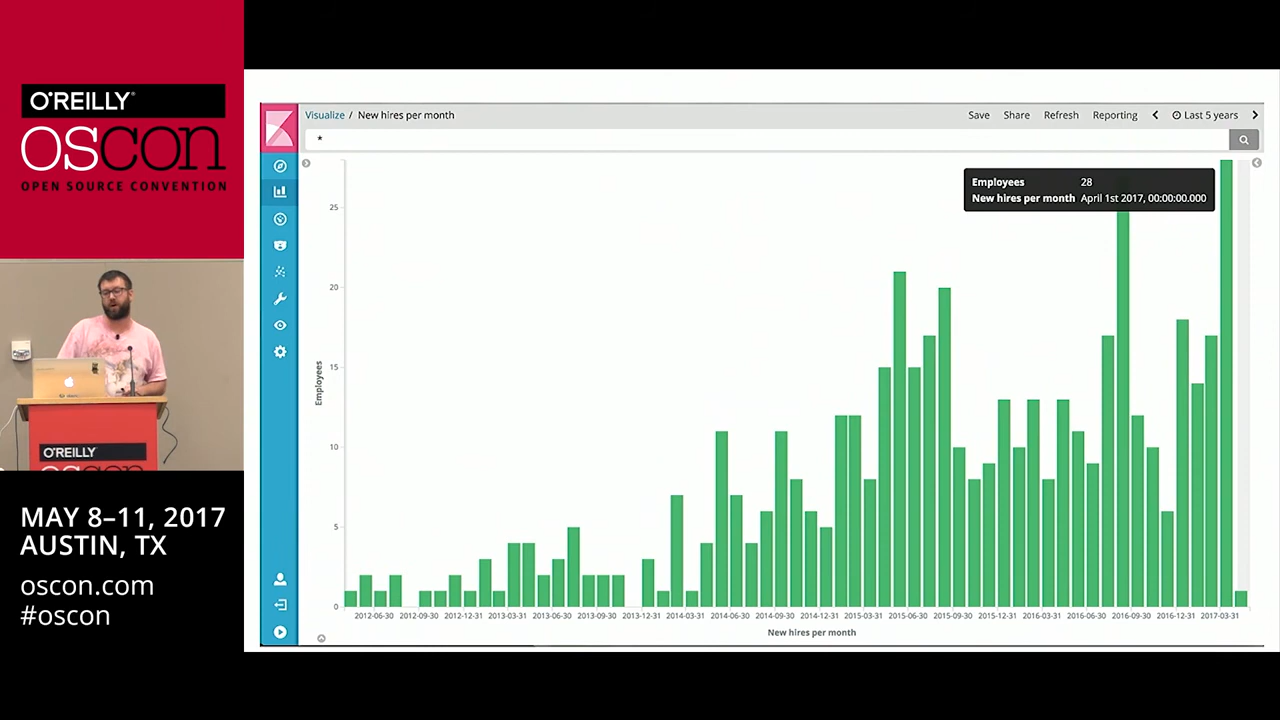 O'REILLY®
OSCON
OPEN SOURCE CONVENTION
O'REILLY
OSCON
MAY 8–11, 2017
AUSTIN, TX
oscon.com
#oscon
Visualize / New hires per month
Save Share Refresh Reporting Last 5 years
*
Employees 28
New hires per month April 1st 2017, 00:00:00.000
25
20
15
10
5
0
Employees
2012-06-30 2012-09-30 2012-12-31 2013-03-31 2013-06-30 2013-09-30 2013-12-31 2014-03-31 2014-06-30 2014-09-30 2014-12-31 2015-03-31 2015-06-30 2015-09-30 2015-12-31 2016-03-31 2016-06-30 2016-09-30 2016-12-31 2017-03-31
New hires per month